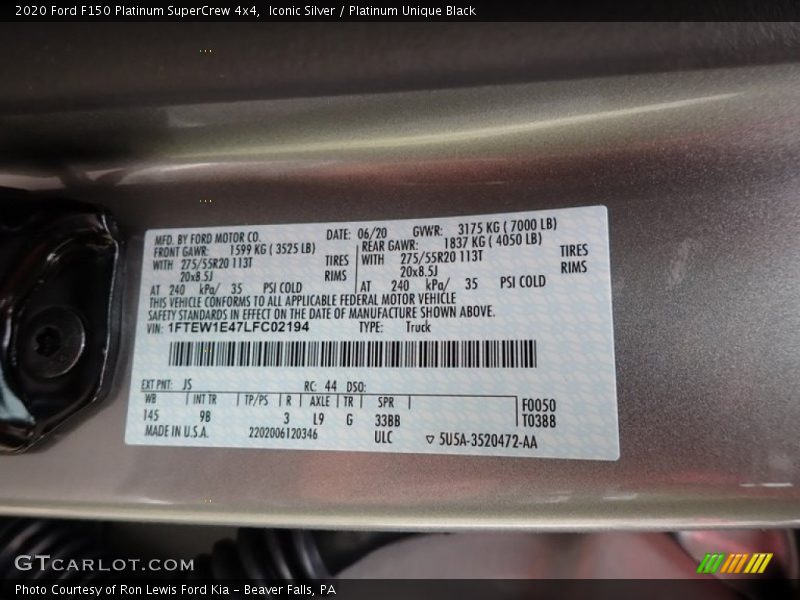 2020 Ford F150 Platinum SuperCrew 4x4,  Iconic Silver / Platinum Unique Black
MFD. BY FORD MOTOR CO. DATE: 06/20 GVWR: 3175 KG ( 7000 LB)
FRONT GAWR: 1599 KG ( 3525 LB) REAR GAWR: 1837 KG ( 4050 LB)
WITH 275/55R20 113T TIRES WITH 275/55R20 113T TIRES
20x8.5J RIMS 20x8.5J RIMS
AT 240 kPa/ 35 PSI COLD AT 240 kPa/ 35 PSI COLD
THIS VEHICLE CONFORMS TO ALL APPLICABLE FEDERAL MOTOR VEHICLE
SAFETY STANDARDS IN EFFECT ON THE DATE OF MANUFACTURE SHOWN ABOVE.
VIN: 1FTEW1E47LFC02194 TYPE: Truck
EXT PNT: JS RC: 44 DSO:
WB INT TR TP/PS R AXLE TR SPR F0050
145 9B 3 L9 G 33BB T0388
MADE IN U.S.A. 2202006120346 ULC ▽ 5U5A-3520472-AA
GTCARLOT.COM
Photo Courtesy of Ron Lewis Ford Kia - Beaver Falls, PA